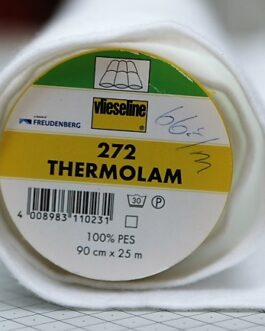 vlieseline
FREUDENBERG
272
THERMOLAM
4 008983 110231
30 P
100% PES
90 cm x 25 m